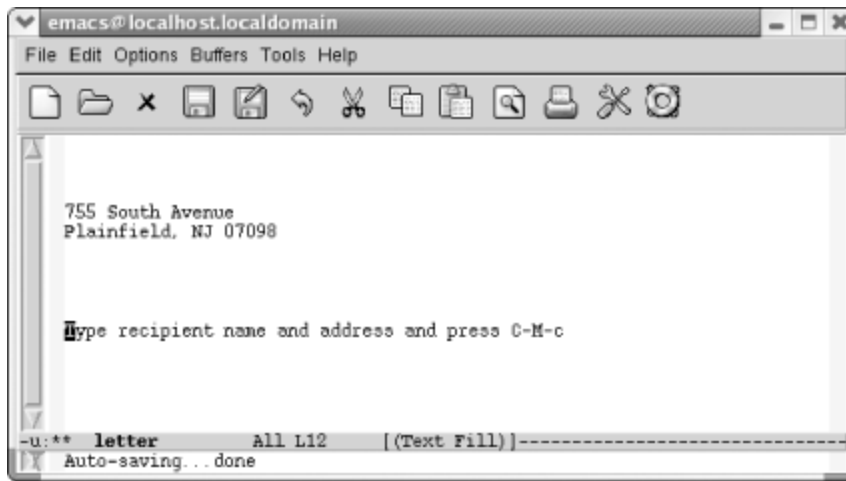 emacs@localhost.localdomain
File Edit Options Buffers Tools Help
755 South Avenue
Plainfield, NJ 07098
Type recipient name and address and press C-M-c
-u:** letter All L12 [(Text Fill)]------------------------------
Auto-saving...done